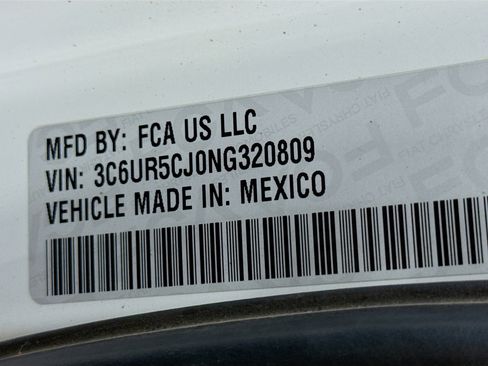 MFD BY: FCA US LLC
VIN: 3C6UR5CJ0NG320809
VEHICLE MADE IN: MEXICO